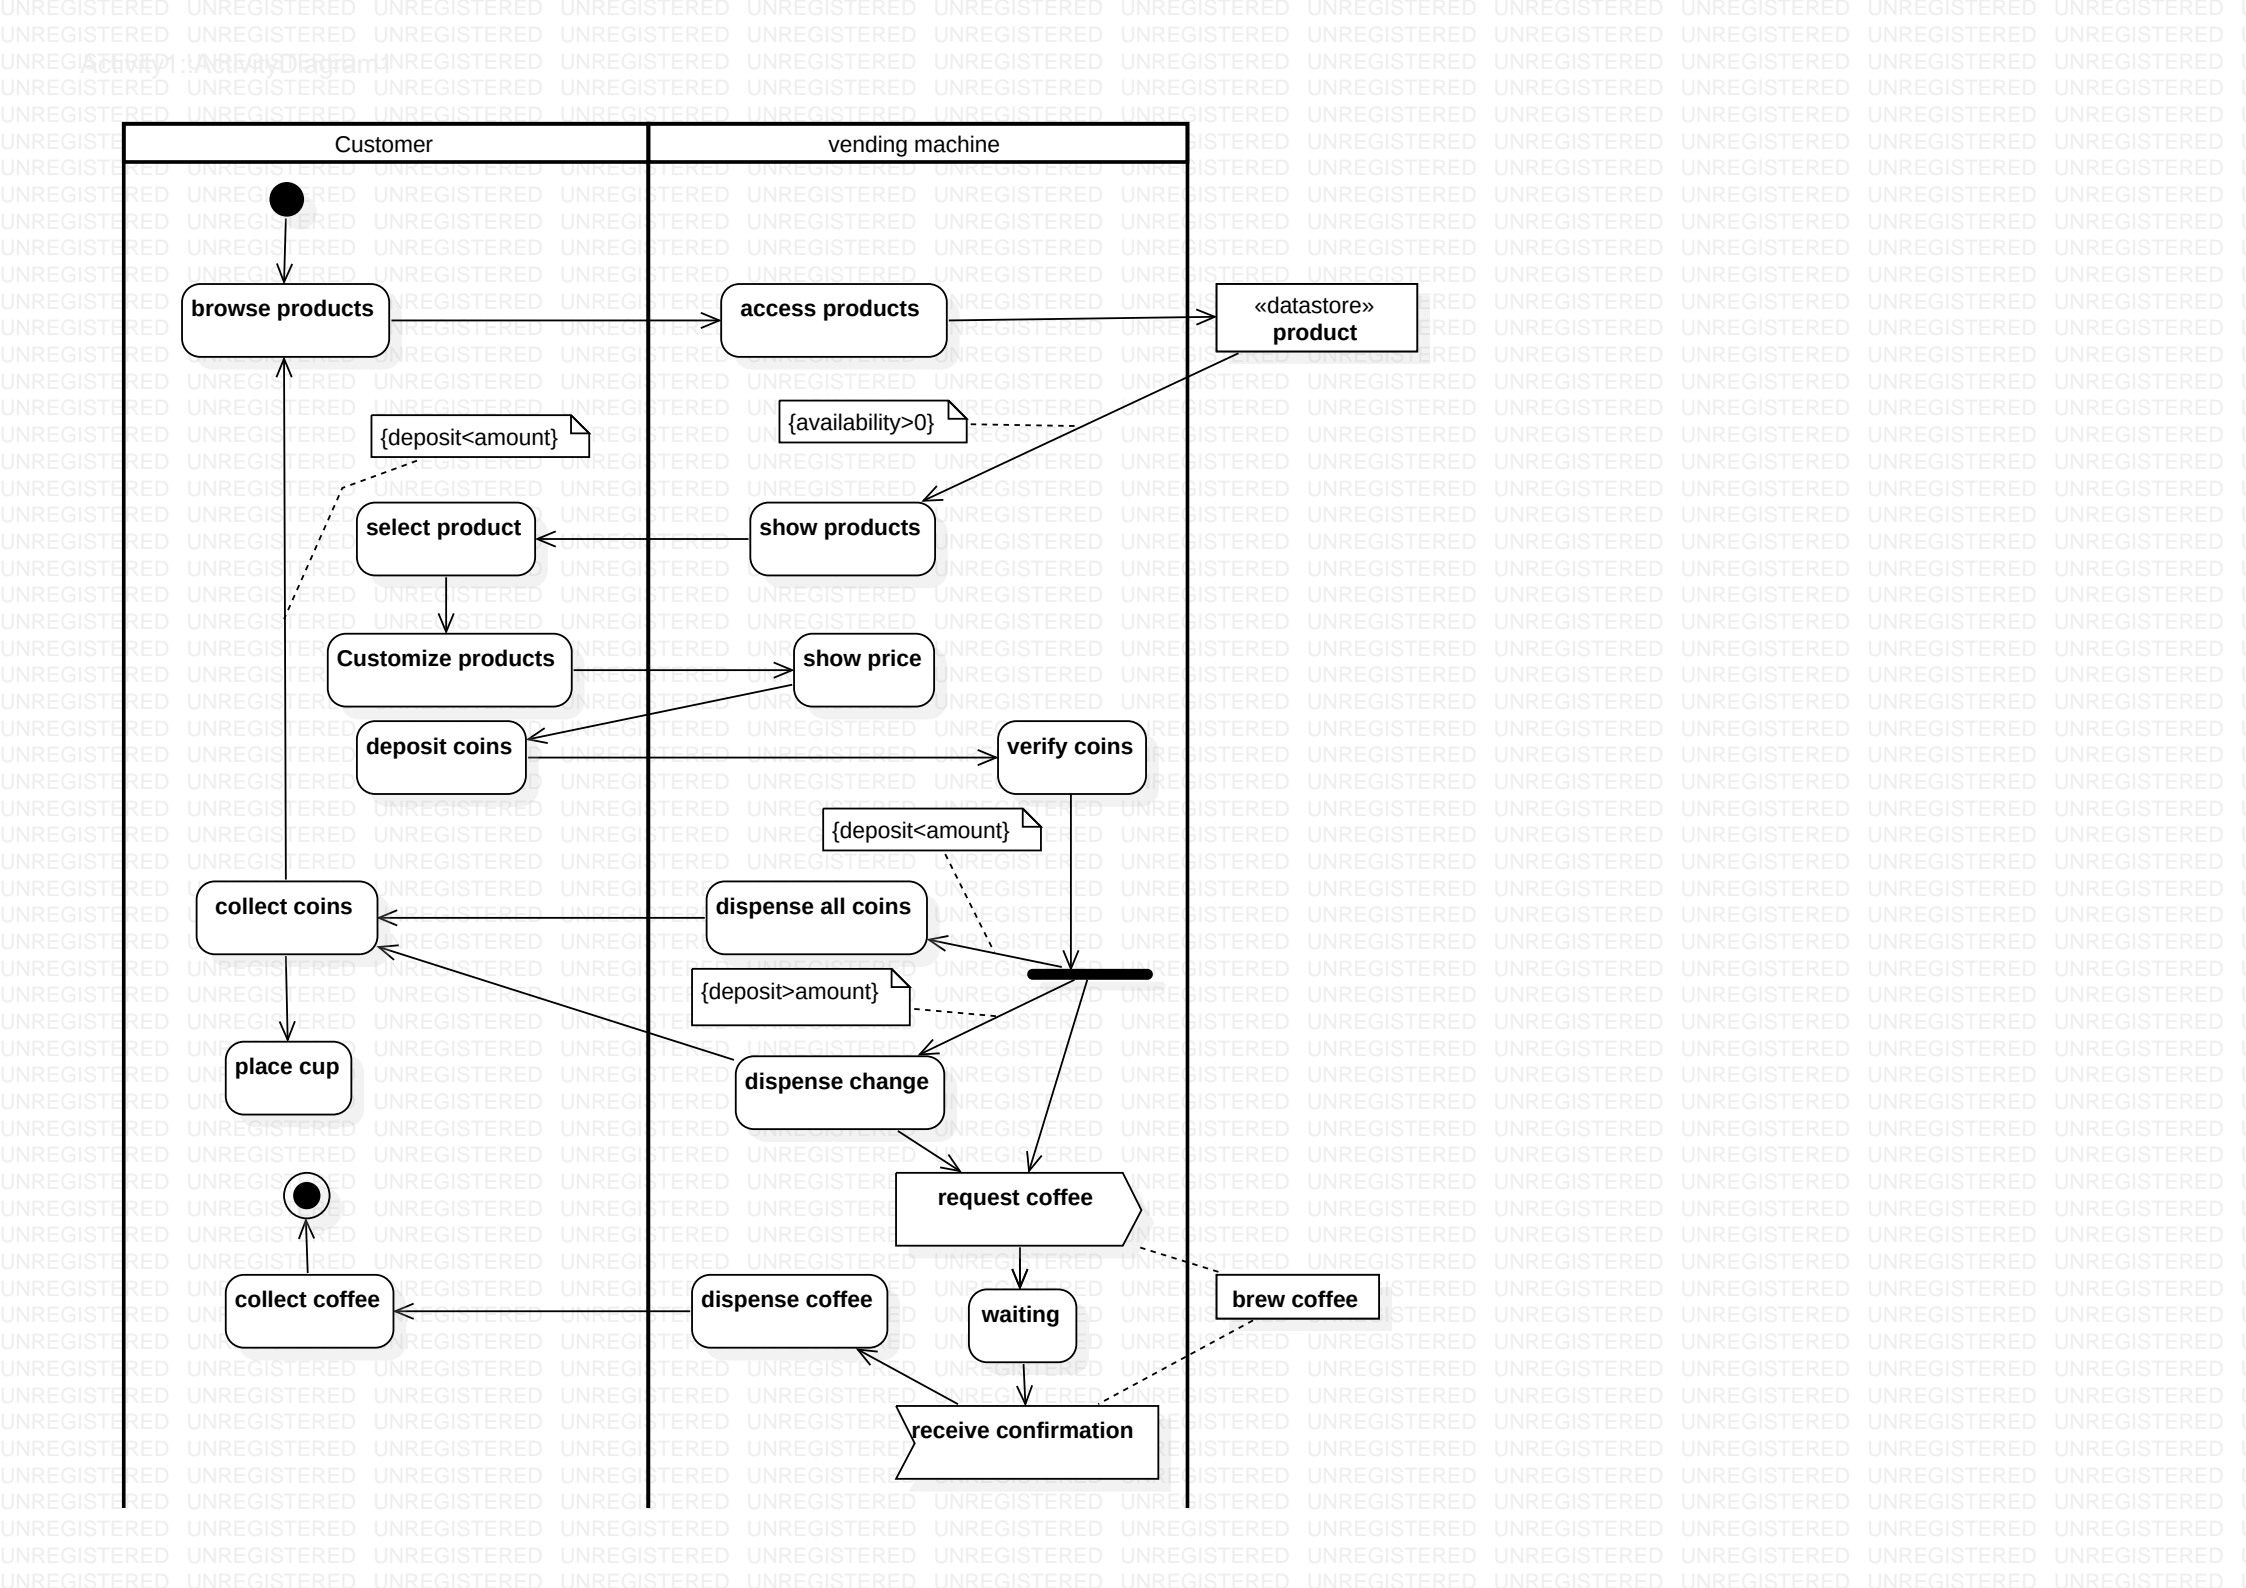 Activity1::ActivityDiagram1
Customer
vending machine
browse products
access products
«datastore»
product
{deposit<amount}
{availability>0}
select product
show products
Customize products
show price
deposit coins
verify coins
{deposit<amount}
collect coins
dispense all coins
{deposit>amount}
place cup
dispense change
request coffee
collect coffee
dispense coffee
waiting
brew coffee
receive confirmation
UNREGISTERED